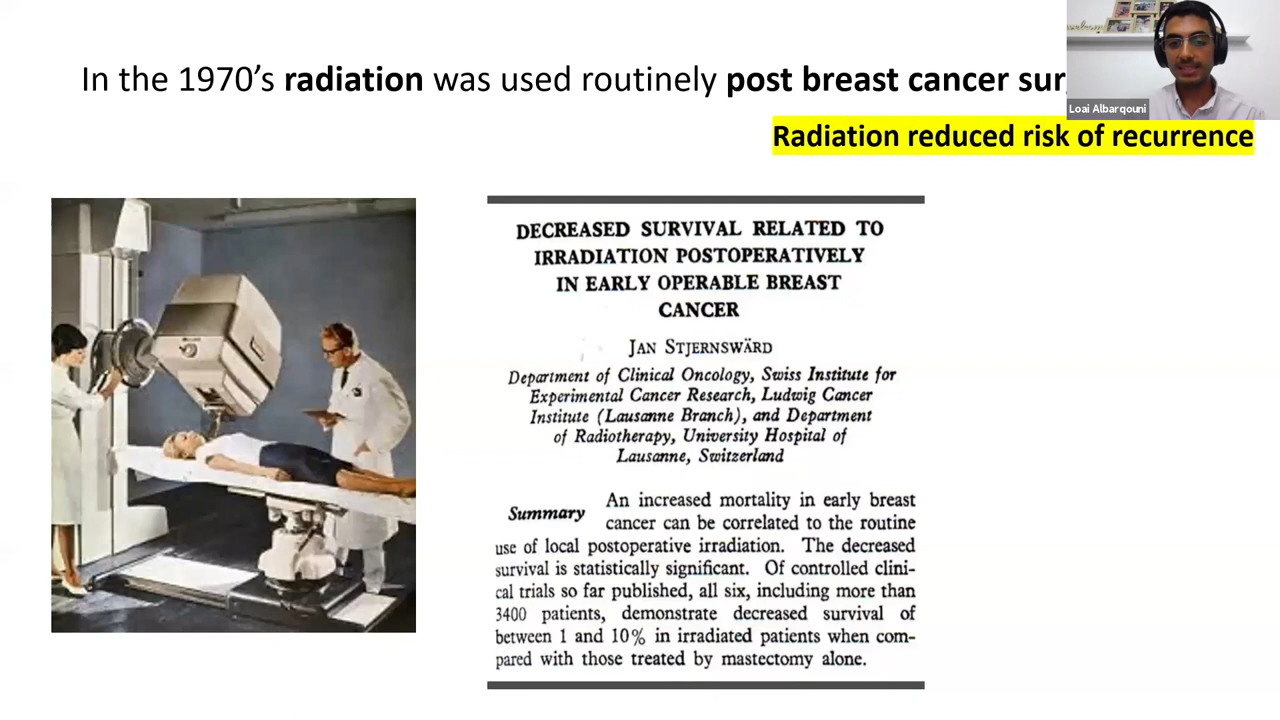 In the 1970’s radiation was used routinely post breast cancer
Loai Albarqouni
Radiation reduced risk of recurrence
DECREASED SURVIVAL RELATED TO
IRRADIATION POSTOPERATIVELY
IN EARLY OPERABLE BREAST
CANCER
JAN STJERNSWÄRD
Department of Clinical Oncology, Swiss Institute for
Experimental Cancer Research, Ludwig Cancer
Institute (Lausanne Branch), and Department
of Radiotherapy, University Hospital of
Lausanne, Switzerland
Summary An increased mortality in early breast
cancer can be correlated to the routine
use of local postoperative irradiation. The decreased
survival is statistically significant. Of controlled clini-
cal trials so far published, all six, including more than
3400 patients, demonstrate decreased survival of
between 1 and 10% in irradiated patients when com-
pared with those treated by mastectomy alone.